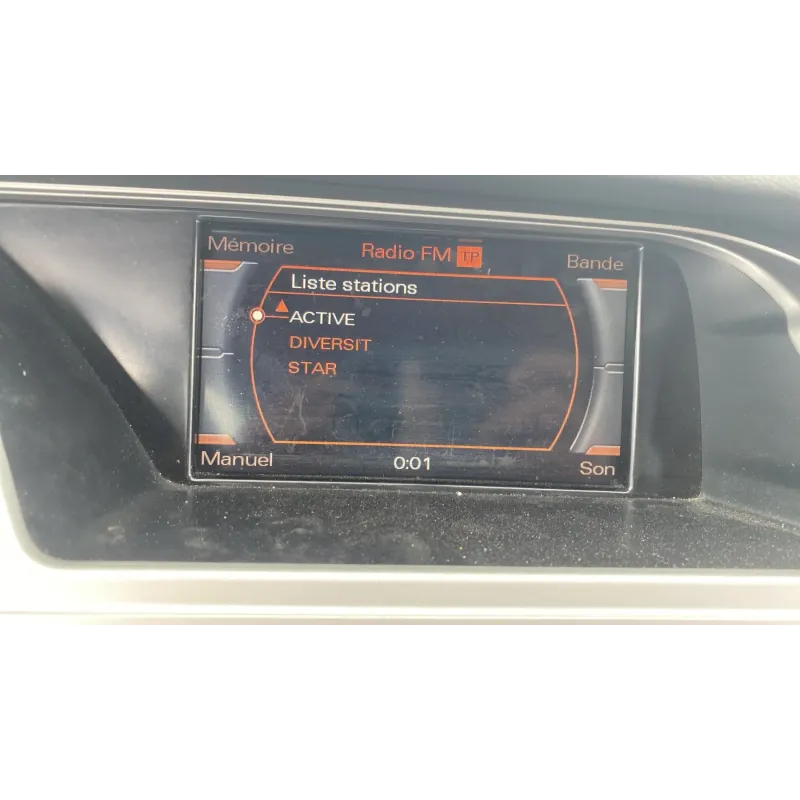 Mémoire
Radio FM TP
Bande
Liste stations
ACTIVE
DIVERSIT
STAR
Manuel
0:01
Son